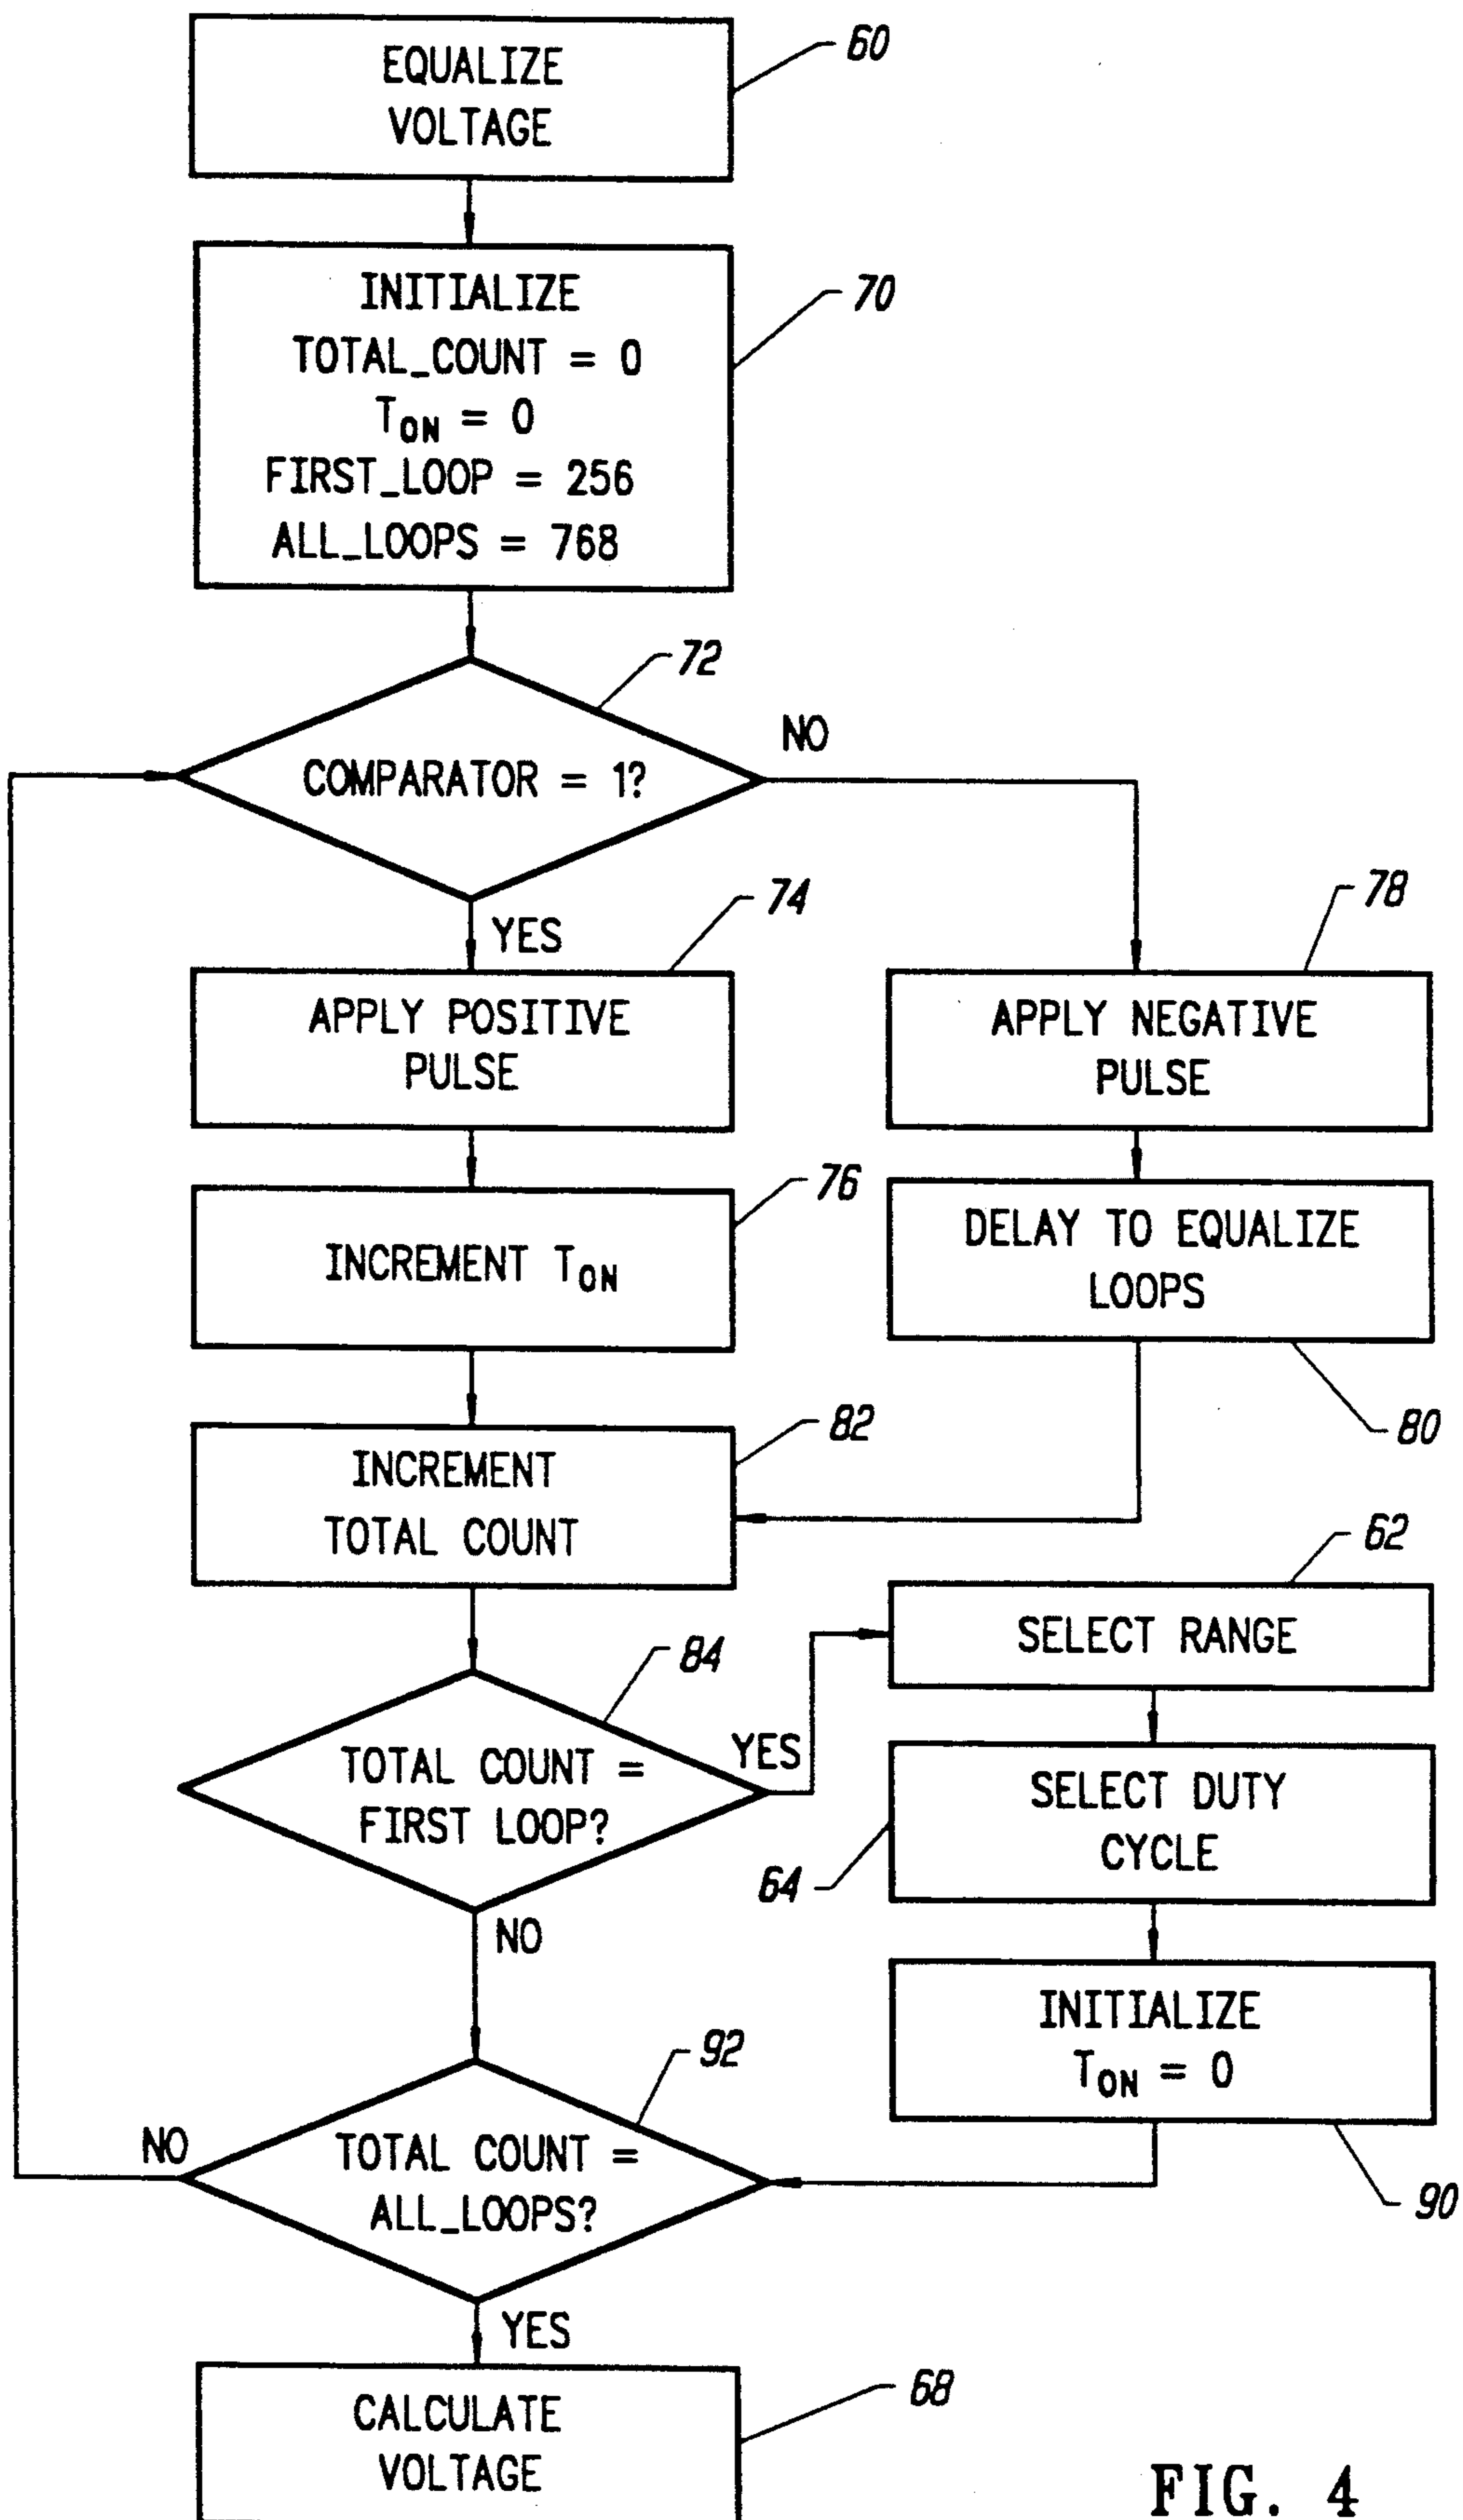 60
EQUALIZE
VOLTAGE
70
INITIALIZE
TOTAL_COUNT = 0
TON = 0
FIRST_LOOP = 256
ALL_LOOPS = 768
72
COMPARATOR = 1?
NO
YES
74
APPLY POSITIVE
PULSE
78
APPLY NEGATIVE
PULSE
76
INCREMENT TON
DELAY TO EQUALIZE
LOOPS
80
82
INCREMENT
TOTAL COUNT
62
SELECT RANGE
84
TOTAL COUNT =
FIRST LOOP?
YES
NO
SELECT DUTY
CYCLE
64
INITIALIZE
TON = 0
90
92
TOTAL COUNT =
ALL_LOOPS?
NO
YES
68
CALCULATE
VOLTAGE
FIG. 4